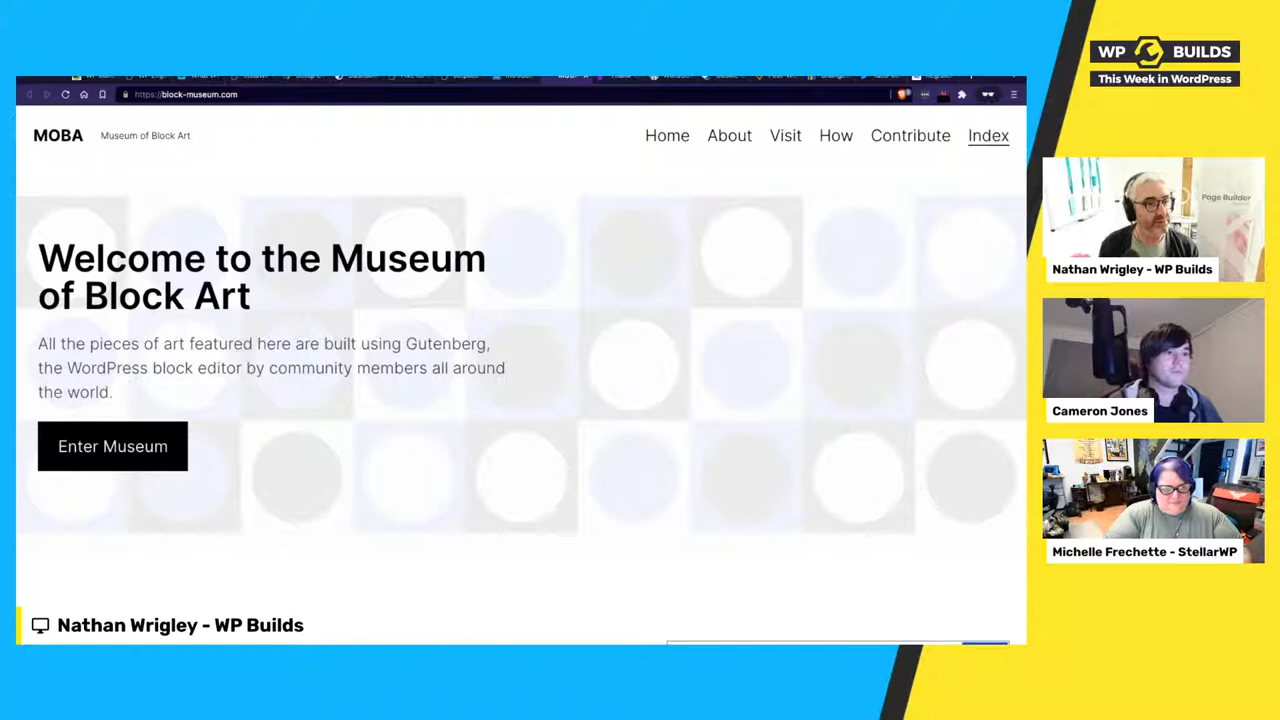 WP BUILDS
This Week in WordPress
https://block-museum.com
MOBA Museum of Block Art
Home About Visit How Contribute Index
Welcome to the Museum
of Block Art
All the pieces of art featured here are built using Gutenberg,
the WordPress block editor by community members all around
the world.
Enter Museum
Nathan Wrigley - WP Builds
Page Builder
Nathan Wrigley - WP Builds
Cameron Jones
Michelle Frechette - StellarWP